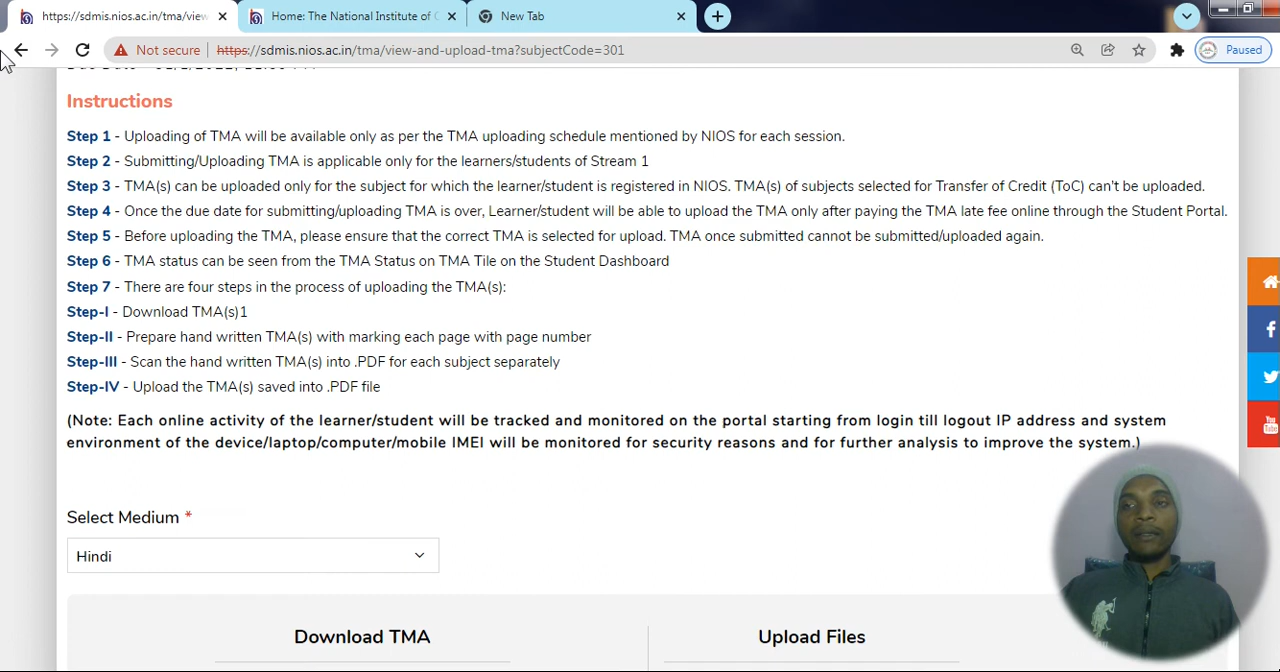 https://sdmis.nios.ac.in/tma/view
Home: The National Institute of O
New Tab
Not secure
https://sdmis.nios.ac.in/tma/view-and-upload-tma?subjectCode=301
Paused
Instructions
Step 1 - Uploading of TMA will be available only as per the TMA uploading schedule mentioned by NIOS for each session.
Step 2 - Submitting/Uploading TMA is applicable only for the learners/students of Stream 1
Step 3 - TMA(s) can be uploaded only for the subject for which the learner/student is registered in NIOS. TMA(s) of subjects selected for Transfer of Credit (ToC) can't be uploaded.
Step 4 - Once the due date for submitting/uploading TMA is over, Learner/student will be able to upload the TMA only after paying the TMA late fee online through the Student Portal.
Step 5 - Before uploading the TMA, please ensure that the correct TMA is selected for upload. TMA once submitted cannot be submitted/uploaded again.
Step 6 - TMA status can be seen from the TMA Status on TMA Tile on the Student Dashboard
Step 7 - There are four steps in the process of uploading the TMA(s):
Step-I - Download TMA(s)1
Step-II - Prepare hand written TMA(s) with marking each page with page number
Step-III - Scan the hand written TMA(s) into .PDF for each subject separately
Step-IV - Upload the TMA(s) saved into .PDF file
(Note: Each online activity of the learner/student will be tracked and monitored on the portal starting from login till logout IP address and system
environment of the device/laptop/computer/mobile IMEI will be monitored for security reasons and for further analysis to improve the system.)
Select Medium *
Hindi
Download TMA
Upload Files
You
Tube